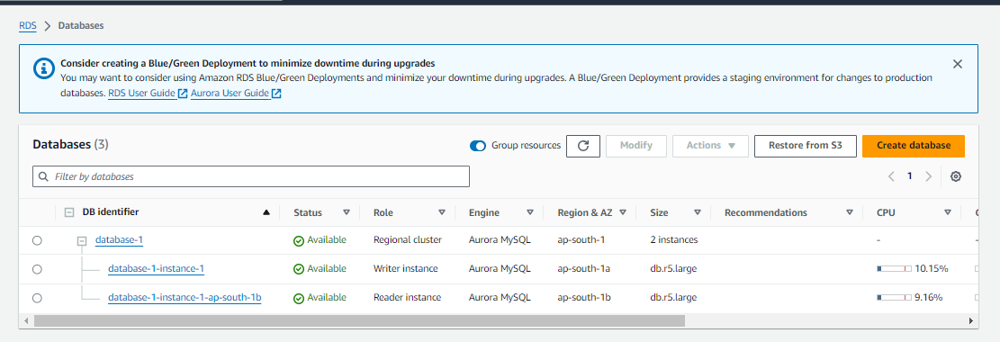 RDS > Databases
Consider creating a Blue/Green Deployment to minimize downtime during upgrades
You may want to consider using Amazon RDS Blue/Green Deployments and minimize your downtime during upgrades. A Blue/Green Deployment provides a staging environment for changes to production
databases. RDS User Guide Aurora User Guide
Databases (3) Group resources Modify Actions Restore from S3 Create database
Filter by databases 1
DB identifier Status Role Engine Region & AZ Size Recommendations CPU
database-1 Available Regional cluster Aurora MySQL ap-south-1 2 instances -
database-1-instance-1 Available Writer instance Aurora MySQL ap-south-1a db.r5.large 10.15%
database-1-instance-1-ap-south-1b Available Reader instance Aurora MySQL ap-south-1b db.r5.large 9.16%